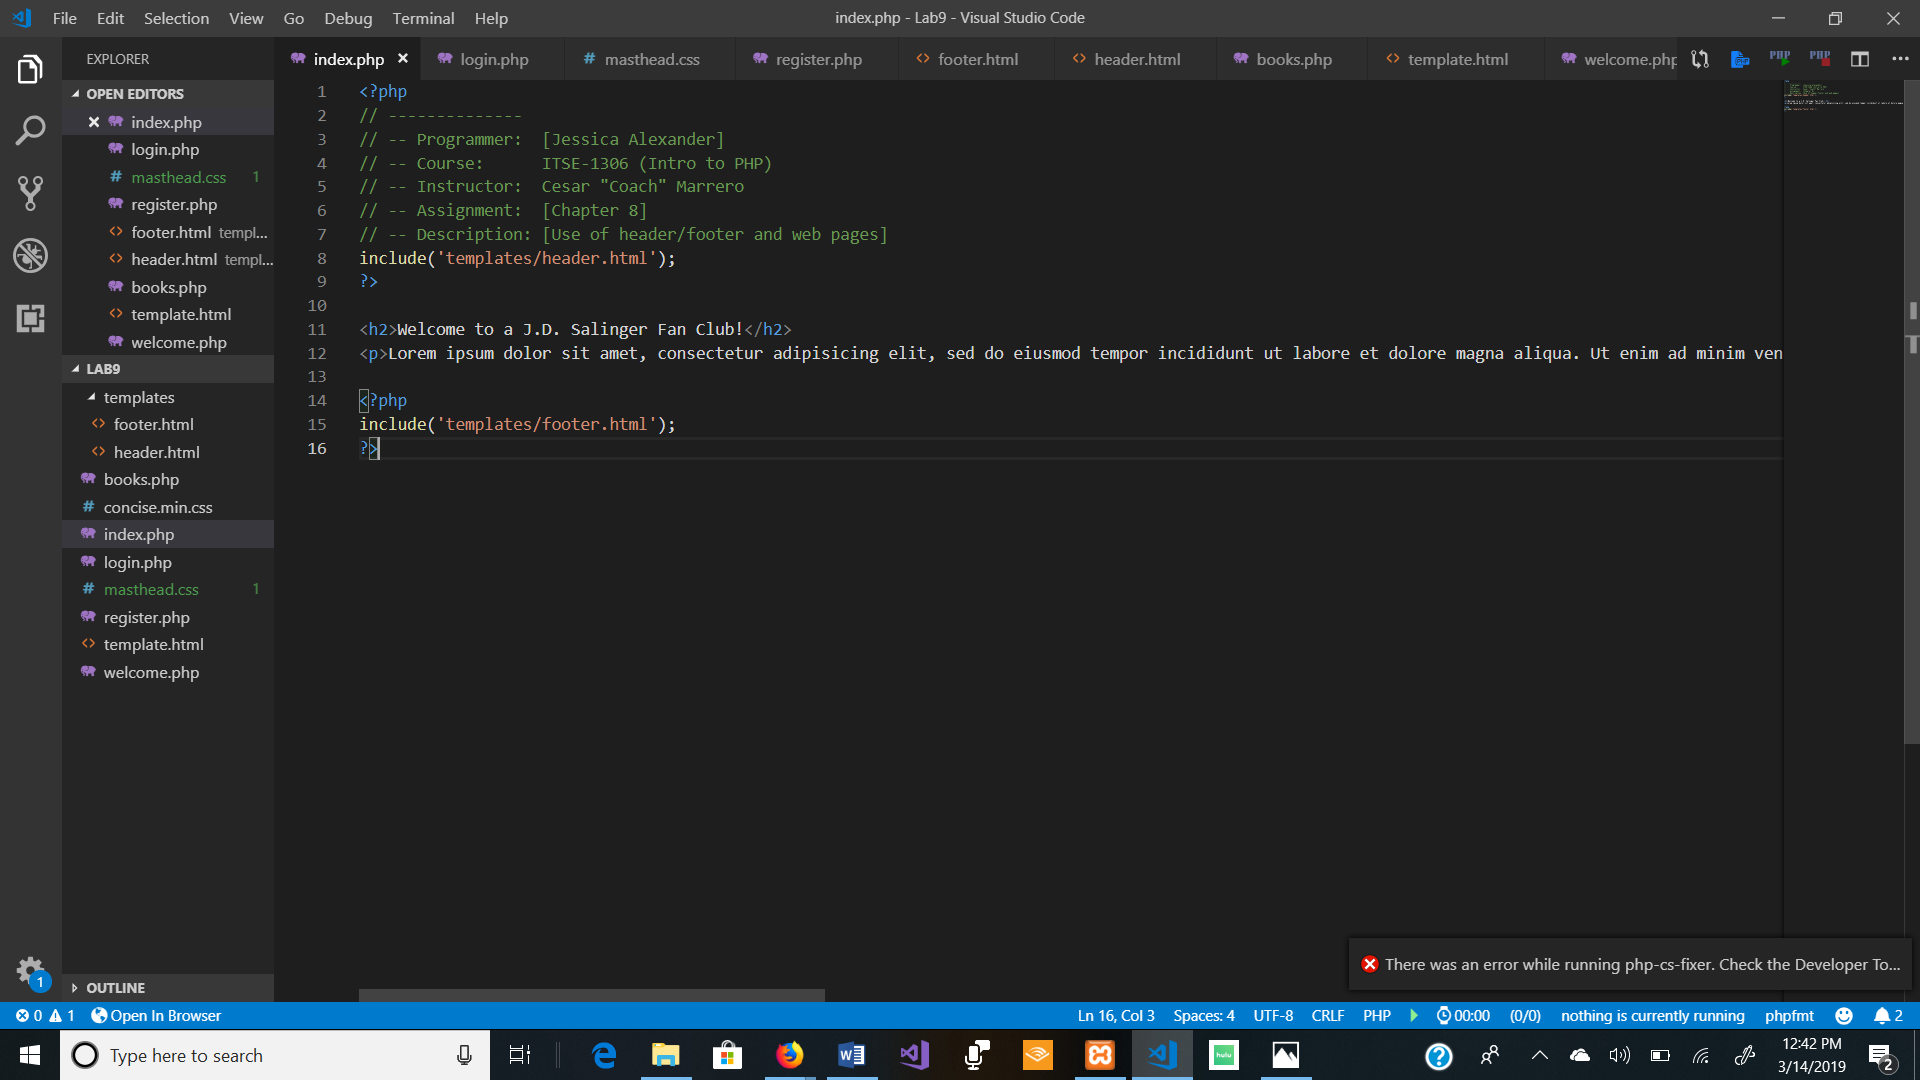 File Edit Selection View Go Debug Terminal Help
index.php - Lab9 - Visual Studio Code
EXPLORER
index.php login.php # masthead.css register.php <> footer.html <> header.html books.php <> template.html welcome.php
OPEN EDITORS
index.php
login.php
# masthead.css 1
register.php
<> footer.html templ...
<> header.html templ...
books.php
<> template.html
welcome.php
LAB9
templates
<> footer.html
<> header.html
books.php
# concise.min.css
index.php
login.php
# masthead.css 1
register.php
<> template.html
welcome.php
OUTLINE
1 <?php
2 // --------------
3 // -- Programmer: [Jessica Alexander]
4 // -- Course: ITSE-1306 (Intro to PHP)
5 // -- Instructor: Cesar "Coach" Marrero
6 // -- Assignment: [Chapter 8]
7 // -- Description: [Use of header/footer and web pages]
8 include('templates/header.html');
9 ?>
10
11 <h2>Welcome to a J.D. Salinger Fan Club!</h2>
12 <p>Lorem ipsum dolor sit amet, consectetur adipisicing elit, sed do eiusmod tempor incididunt ut labore et dolore magna aliqua. Ut enim ad minim ven
13
14 <?php
15 include('templates/footer.html');
16 ?>
There was an error while running php-cs-fixer. Check the Developer To...
1
0 1 Open In Browser Ln 16, Col 3 Spaces: 4 UTF-8 CRLF PHP 00:00 (0/0) nothing is currently running phpfmt 2
Type here to search
hulu
12:42 PM
3/14/2019
2